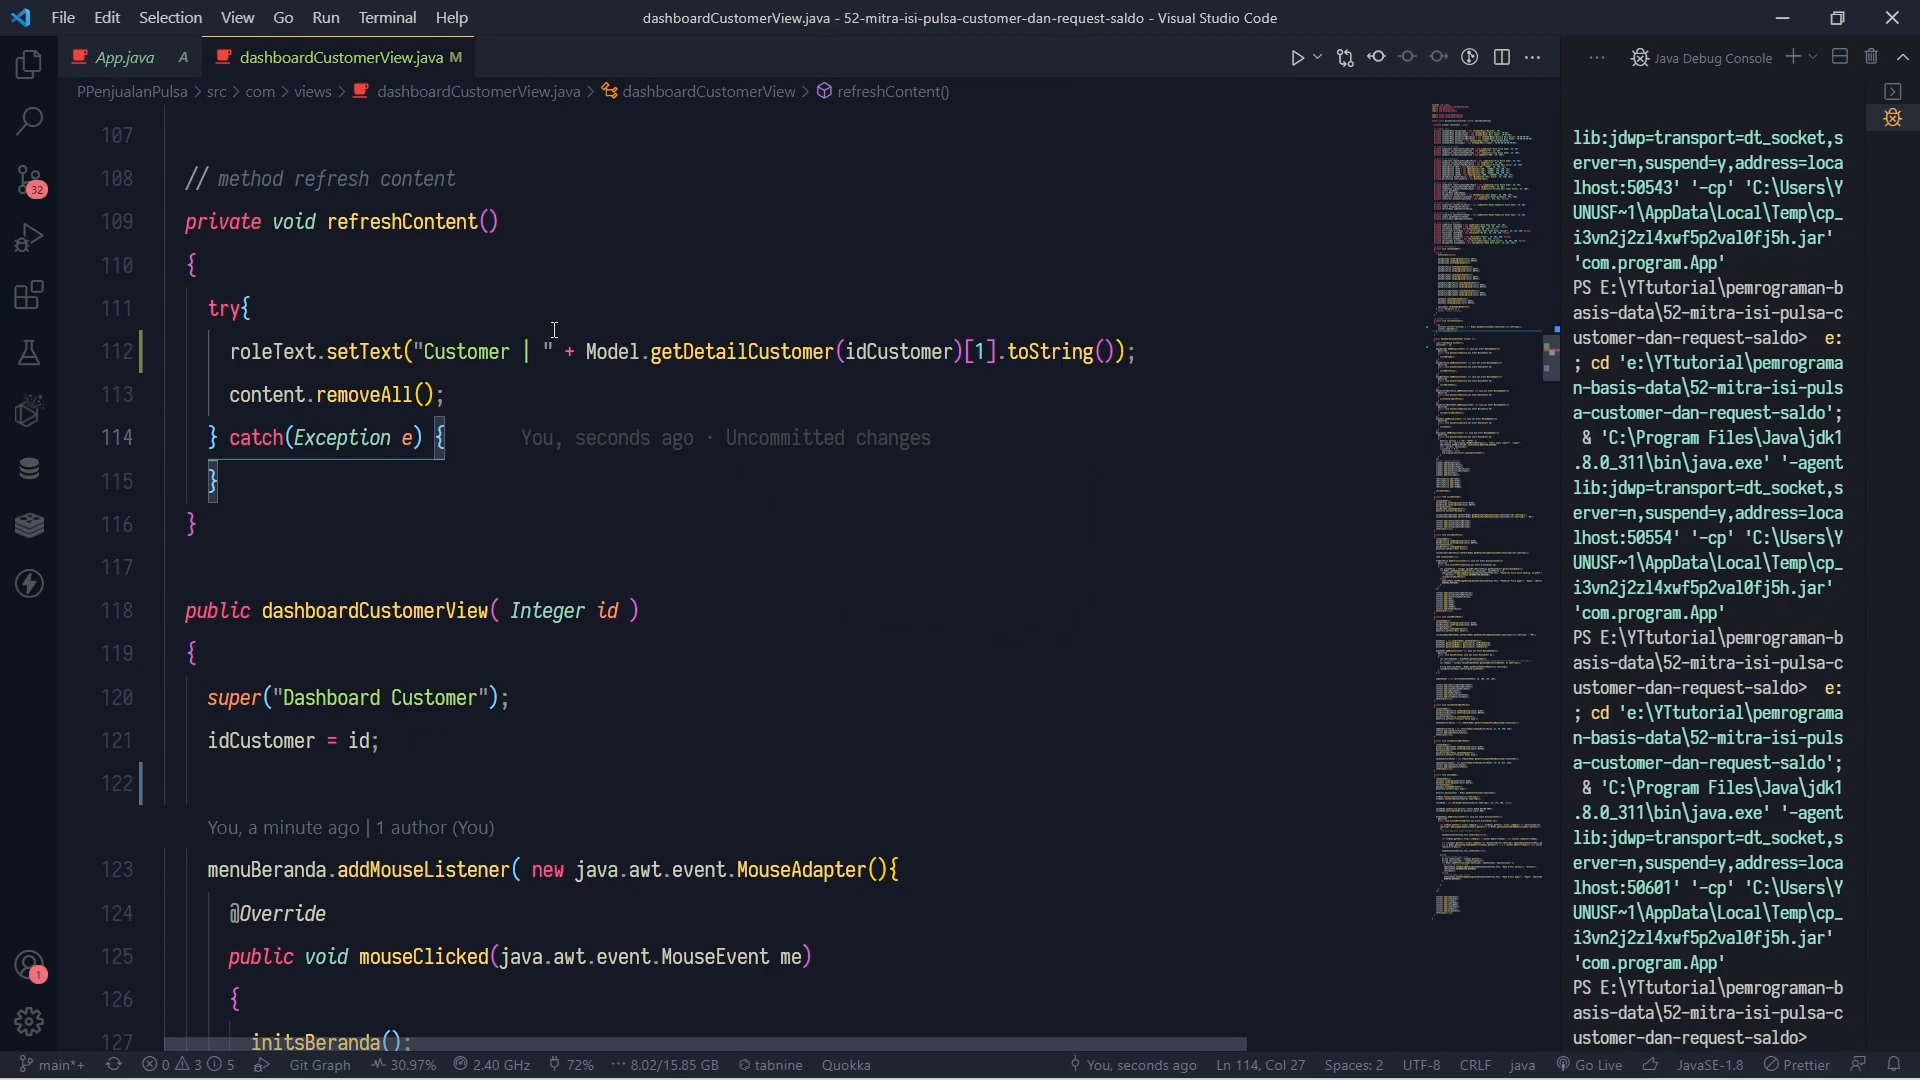 File Edit Selection View Go Run Terminal Help
dashboardCustomerView.java - 52-mitra-isi-pulsa-customer-dan-request-saldo - Visual Studio Code
App.java A
dashboardCustomerView.java M
Java Debug Console
PPenjualanPulsa > src > com > views > dashboardCustomerView.java > dashboardCustomerView > refreshContent()
107
108 // method refresh content
109 private void refreshContent()
110 {
111 try{
112 roleText.setText("Customer | " + Model.getDetailCustomer(idCustomer)[1].toString());
113 content.removeAll();
114 } catch(Exception e) { You, seconds ago · Uncommitted changes
115 }
116 }
117
118 public dashboardCustomerView( Integer id )
119 {
120 super("Dashboard Customer");
121 idCustomer = id;
122
You, a minute ago | 1 author (You)
123 menuBeranda.addMouseListener( new java.awt.event.MouseAdapter(){
124 @Override
125 public void mouseClicked(java.awt.event.MouseEvent me)
126 {
127 initsBeranda();
32
1
lib:jdwp=transport=dt_socket,s
erver=n,suspend=y,address=loca
lhost:50543' '-cp' 'C:\Users\Y
UNUSF~1\AppData\Local\Temp\cp_
i3vn2j2zl4xwf5p2val0fj5h.jar'
'com.program.App'
PS E:\YTtutorial\pemrograman-b
asis-data\52-mitra-isi-pulsa-c
ustomer-dan-request-saldo> e:
; cd 'e:\YTtutorial\pemrograma
n-basis-data\52-mitra-isi-puls
a-customer-dan-request-saldo';
& 'C:\Program Files\Java\jdk1
.8.0_311\bin\java.exe' '-agent
lib:jdwp=transport=dt_socket,s
erver=n,suspend=y,address=loca
lhost:50554' '-cp' 'C:\Users\Y
UNUSF~1\AppData\Local\Temp\cp_
i3vn2j2zl4xwf5p2val0fj5h.jar'
'com.program.App'
PS E:\YTtutorial\pemrograman-b
asis-data\52-mitra-isi-pulsa-c
ustomer-dan-request-saldo> e:
; cd 'e:\YTtutorial\pemrograma
n-basis-data\52-mitra-isi-puls
a-customer-dan-request-saldo';
& 'C:\Program Files\Java\jdk1
.8.0_311\bin\java.exe' '-agent
lib:jdwp=transport=dt_socket,s
erver=n,suspend=y,address=loca
lhost:50601' '-cp' 'C:\Users\Y
UNUSF~1\AppData\Local\Temp\cp_
i3vn2j2zl4xwf5p2val0fj5h.jar'
'com.program.App'
PS E:\YTtutorial\pemrograman-b
asis-data\52-mitra-isi-pulsa-c
ustomer-dan-request-saldo>
main*+ 0 3 5 Git Graph 30.97% 2.40 GHz 72% 8.02/15.85 GB tabnine Quokka You, seconds ago Ln 114, Col 27 Spaces: 2 UTF-8 CRLF java Go Live JavaSE-1.8 Prettier